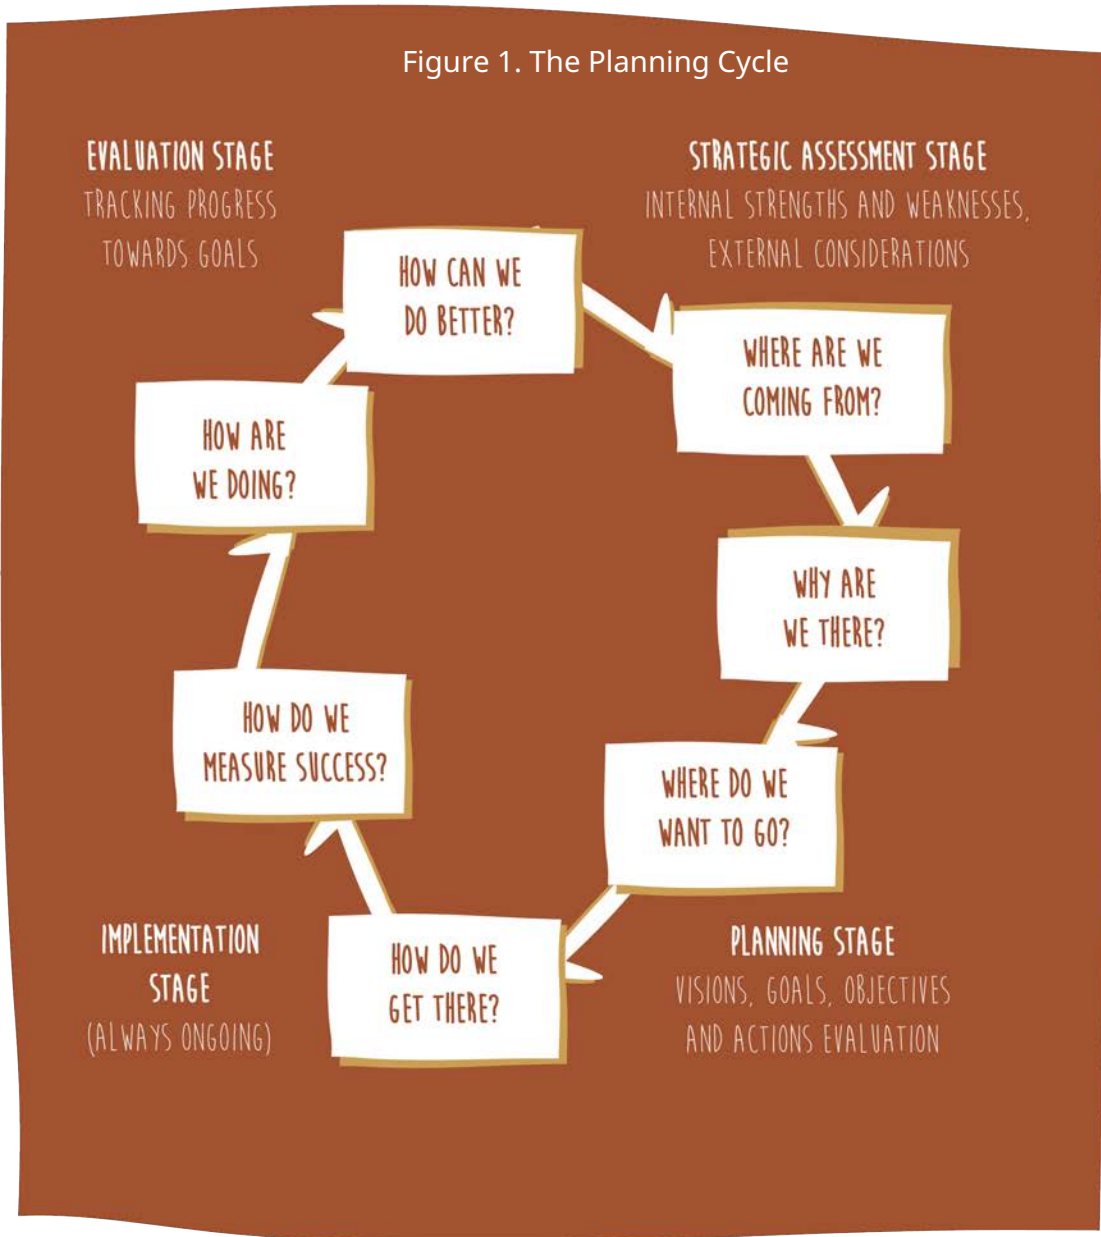 Figure 1. The Planning Cycle
EVALUATION STAGE
TRACKING PROGRESS
TOWARDS GOALS
STRATEGIC ASSESSMENT STAGE
INTERNAL STRENGTHS AND WEAKNESSES,
EXTERNAL CONSIDERATIONS
HOW CAN WE
DO BETTER?
WHERE ARE WE
COMING FROM?
HOW ARE
WE DOING?
WHY ARE
WE THERE?
HOW DO WE
MEASURE SUCCESS?
WHERE DO WE
WANT TO GO?
HOW DO WE
GET THERE?
IMPLEMENTATION
STAGE
(ALWAYS ONGOING)
PLANNING STAGE
VISIONS, GOALS, OBJECTIVES
AND ACTIONS EVALUATION